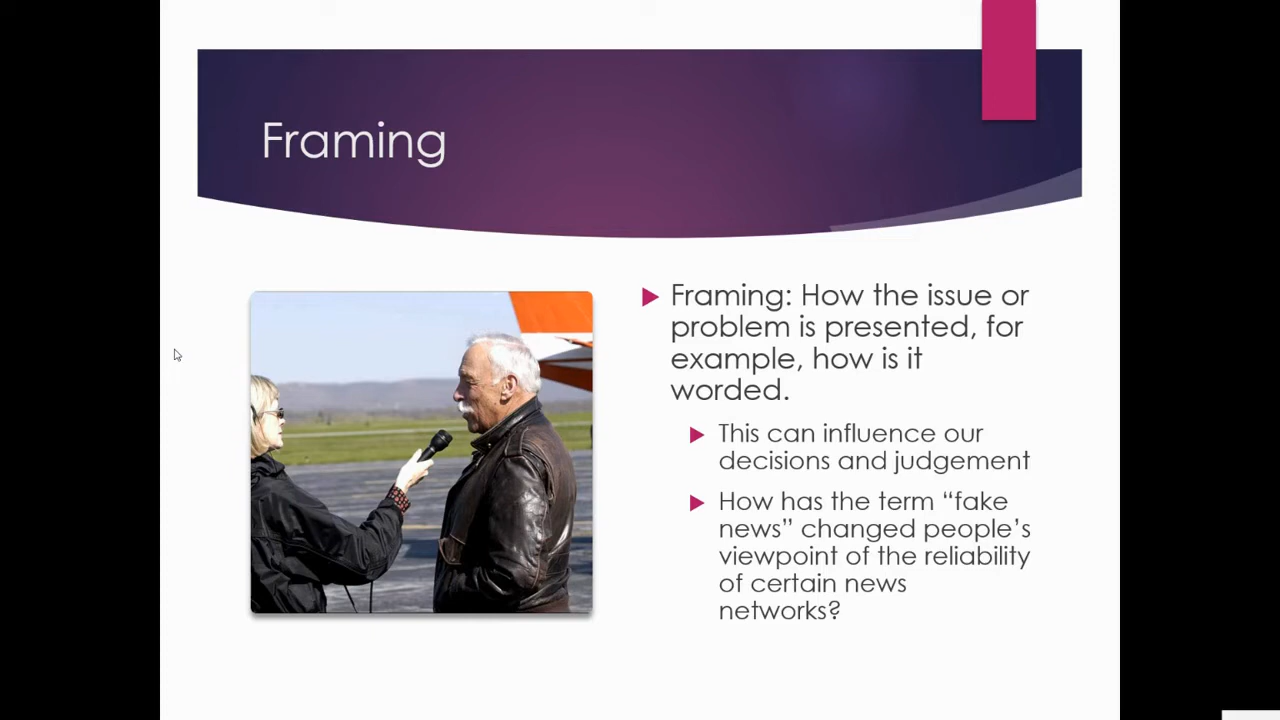 Framing
Framing: How the issue or
problem is presented, for
example, how is it
worded.
This can influence our
decisions and judgement
How has the term “fake
news” changed people’s
viewpoint of the reliability
of certain news
networks?